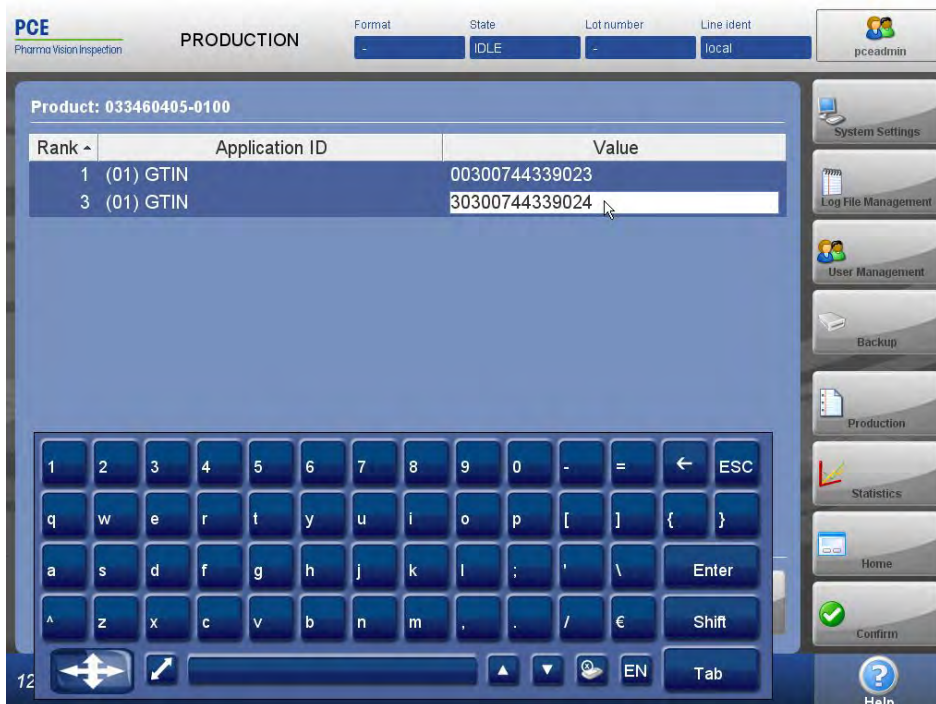 PCE
Pharma Vision Inspection
PRODUCTION
Format
-
State
IDLE
Lot number
-
Line ident
local
pceadmin
Product: 033460405-0100
Rank Application ID Value
1 (01) GTIN 00300744339023
3 (01) GTIN 30300744339024
System Settings
Log File Management
User Management
Backup
Production
Statistics
Home
Confirm
1 2 3 4 5 6 7 8 9 0 - = ← ESC
q w e r t y u i o p [ ] { }
a s d f g h j k l ; ' \ Enter
^ z x c v b n m , . / € Shift
EN Tab
12
Help